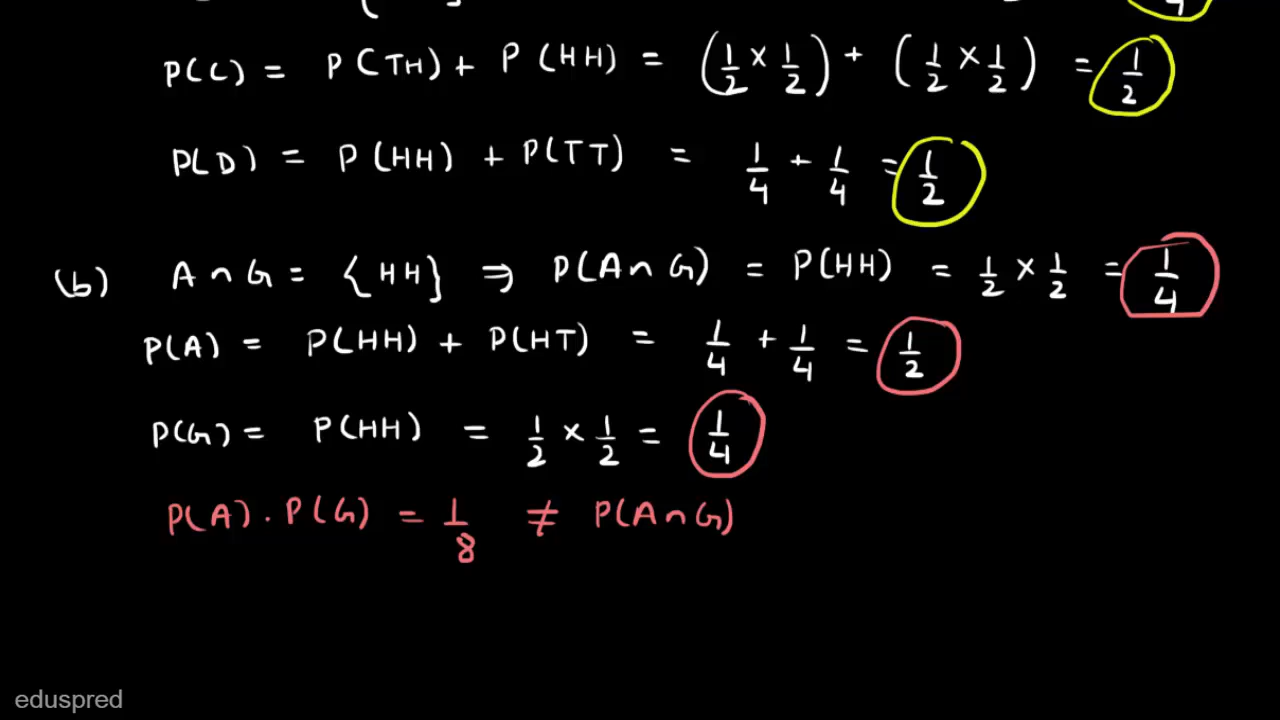 4
P(C) = P(TH) + P(HH) = (1/2 × 1/2) + (1/2 × 1/2) = 1/2
P(D) = P(HH) + P(TT) = 1/4 + 1/4 = 1/2
(b) A ∩ G = {HH} ⇒ P(A ∩ G) = P(HH) = 1/2 × 1/2 = 1/4
P(A) = P(HH) + P(HT) = 1/4 + 1/4 = 1/2
P(G) = P(HH) = 1/2 × 1/2 = 1/4
P(A) . P(G) = 1/8 ≠ P(A ∩ G)
eduspred